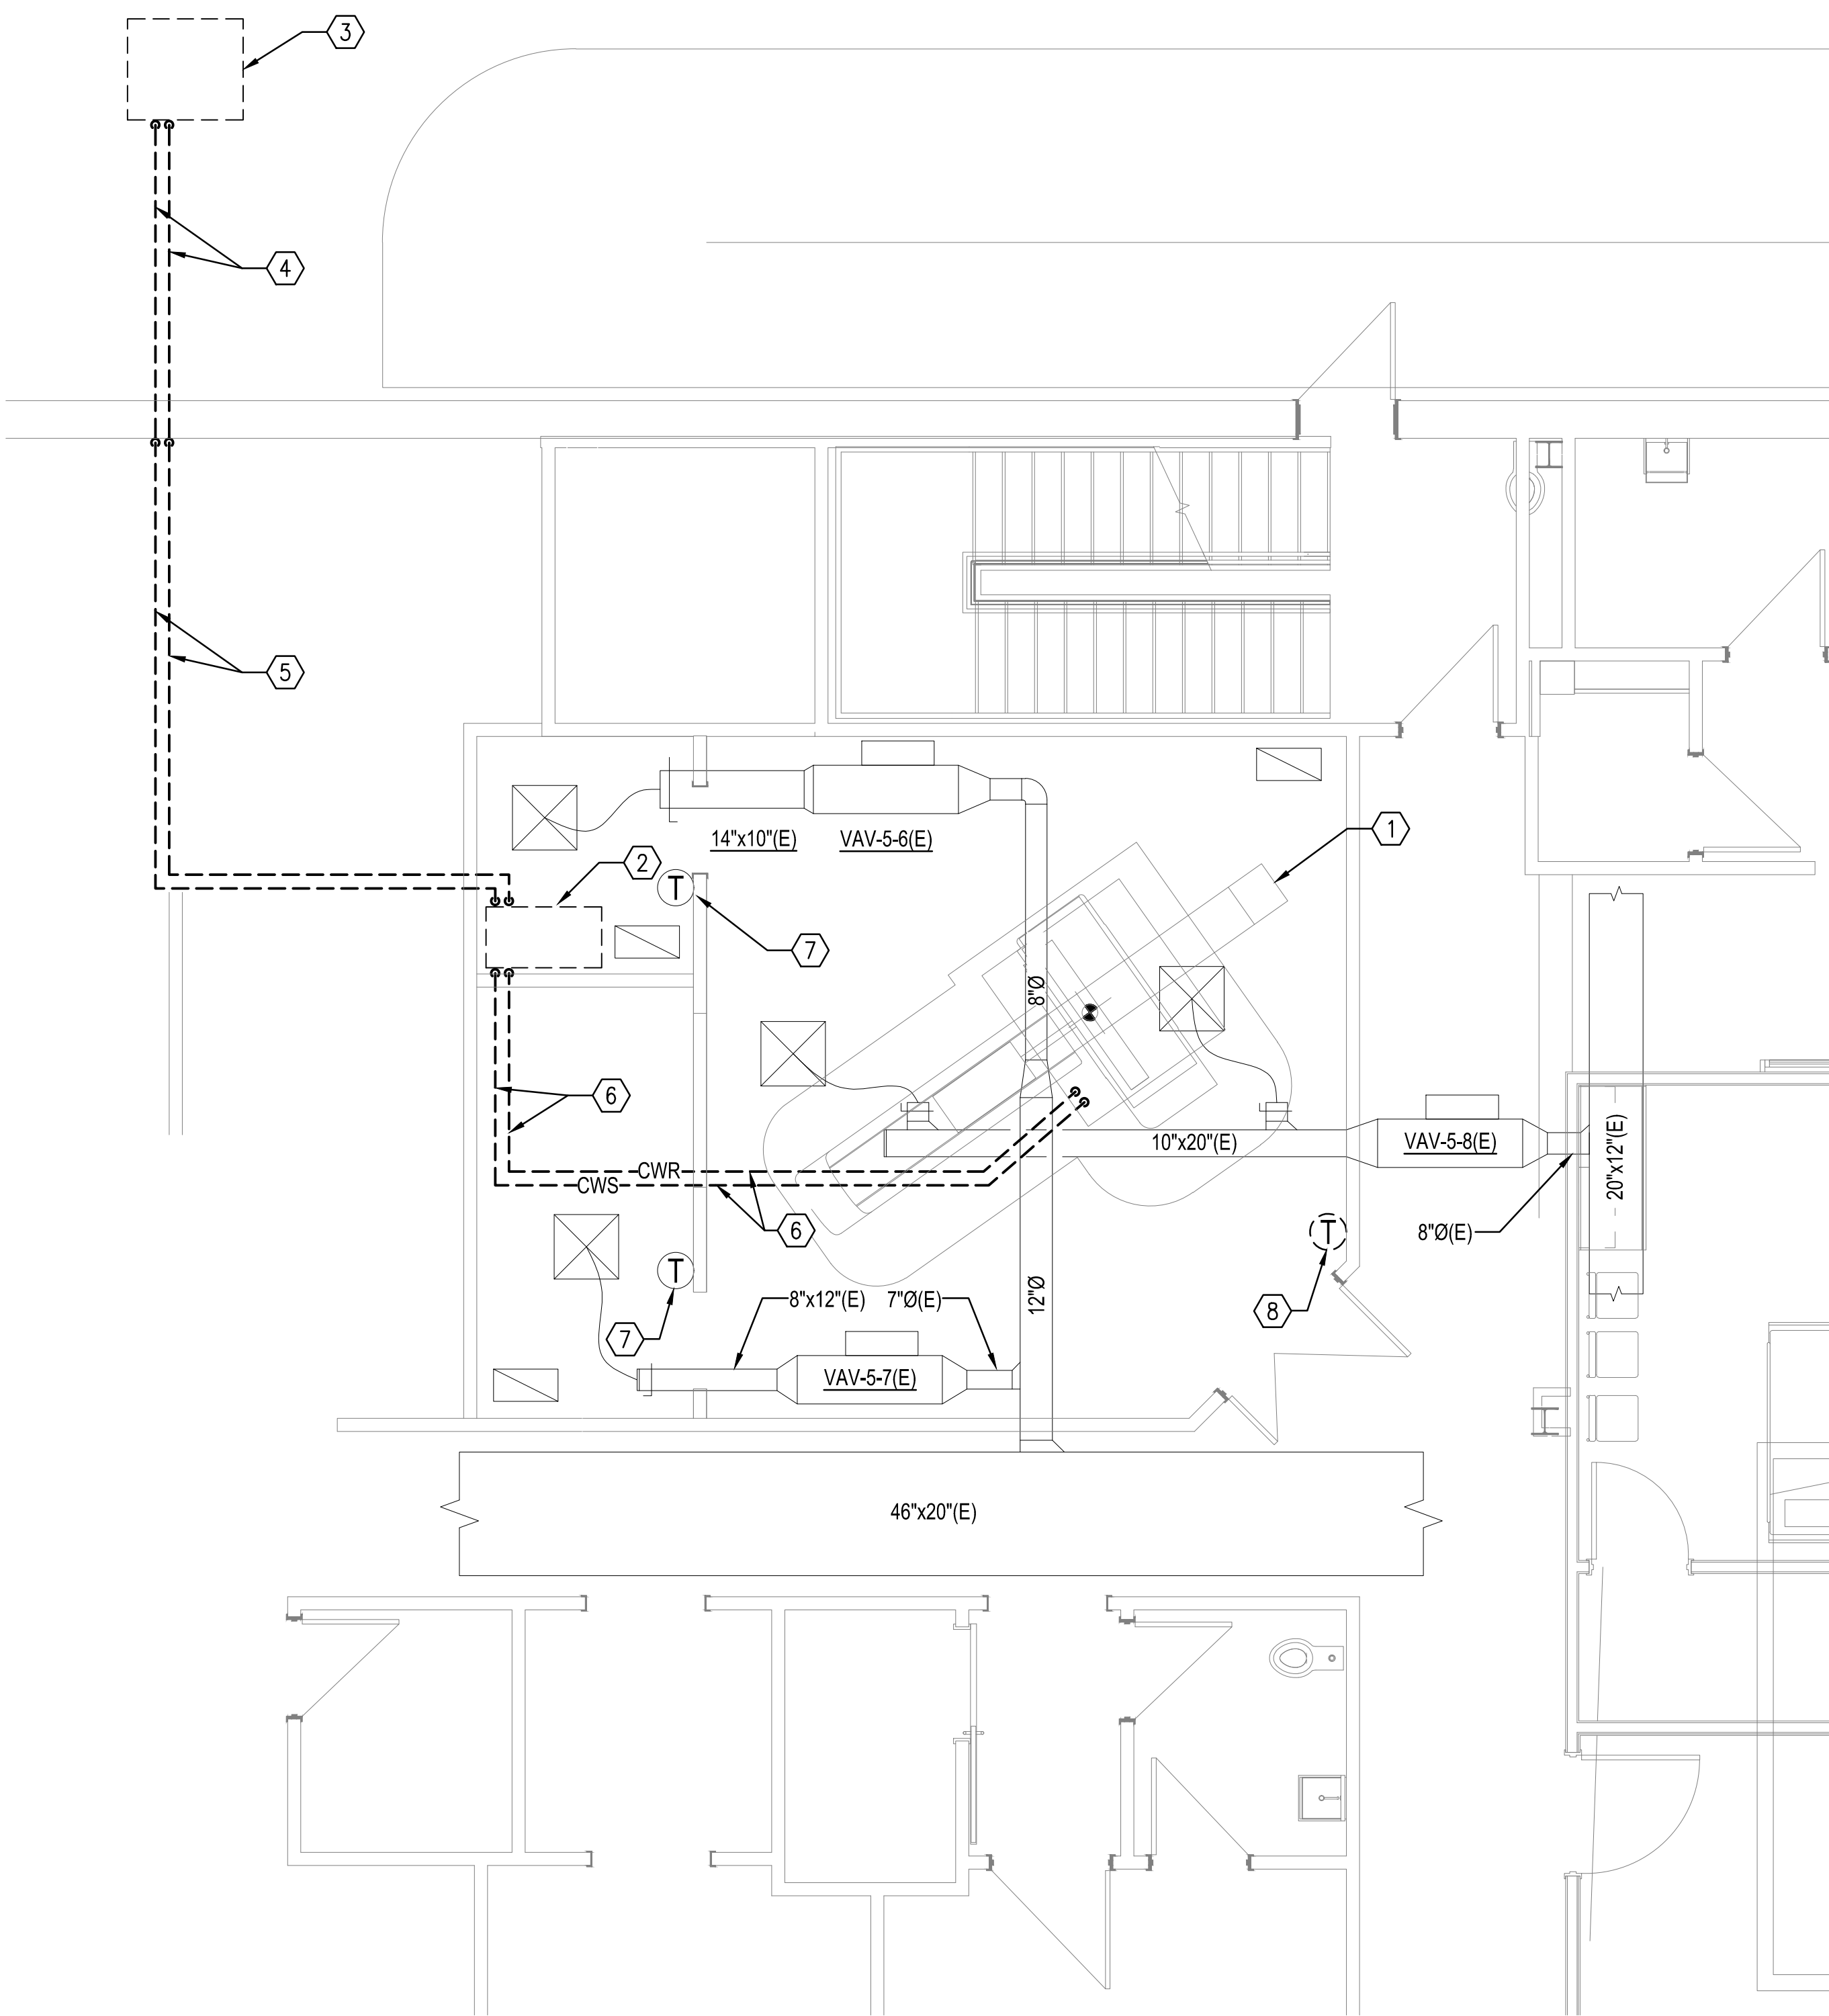 3
4
5
14"x10"(E)
VAV-5-6(E)
1
2
T
7
8"Ø
6
10"x20"(E)
VAV-5-8(E)
20"x12"(E)
CWR
CWS
6
T
8"Ø(E)
T
12"Ø
8"x12"(E)
7"Ø(E)
8
7
VAV-5-7(E)
46"x20"(E)